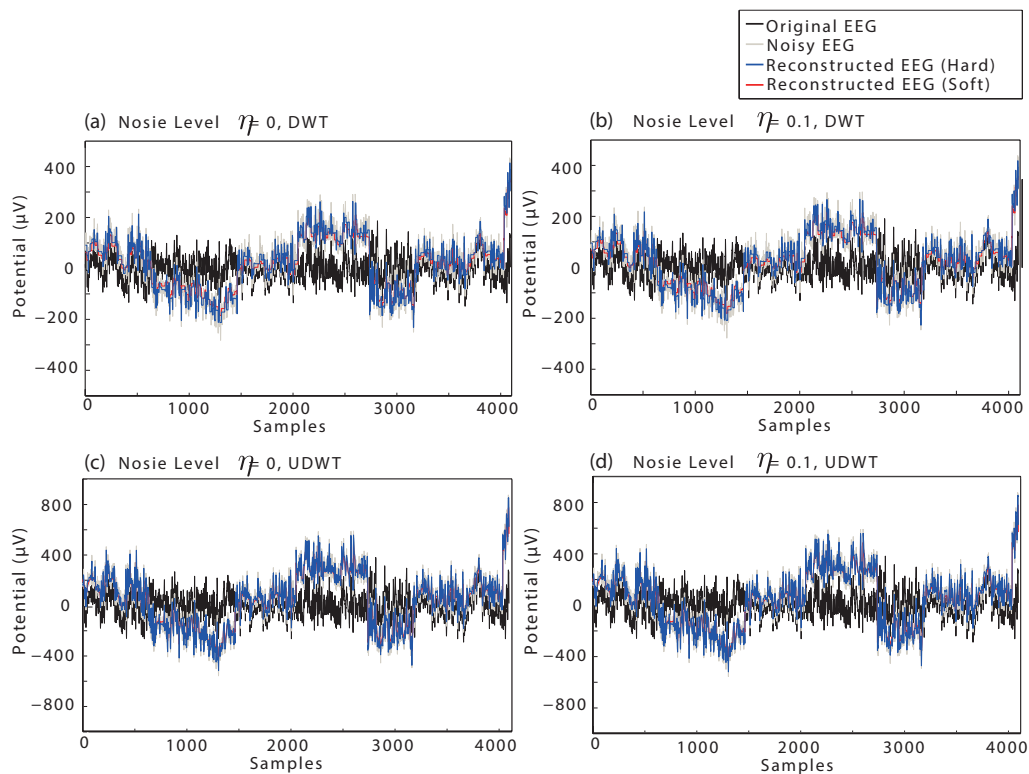 Original EEG
Noisy EEG
Reconstructed EEG (Hard)
Reconstructed EEG (Soft)
(a) Nosie Level η= 0, DWT
400
200
0
−200
−400
Potential (µV)
0 1000 2000 3000 4000
Samples
(b) Nosie Level η= 0.1, DWT
400
200
0
−200
−400
Potential (µV)
0 1000 2000 3000 4000
Samples
(c) Nosie Level η= 0, UDWT
800
400
0
−400
−800
Potential (µV)
0 1000 2000 3000 4000
Samples
(d) Nosie Level η= 0.1, UDWT
800
400
0
−400
−800
Potential (µV)
0 1000 2000 3000 4000
Samples